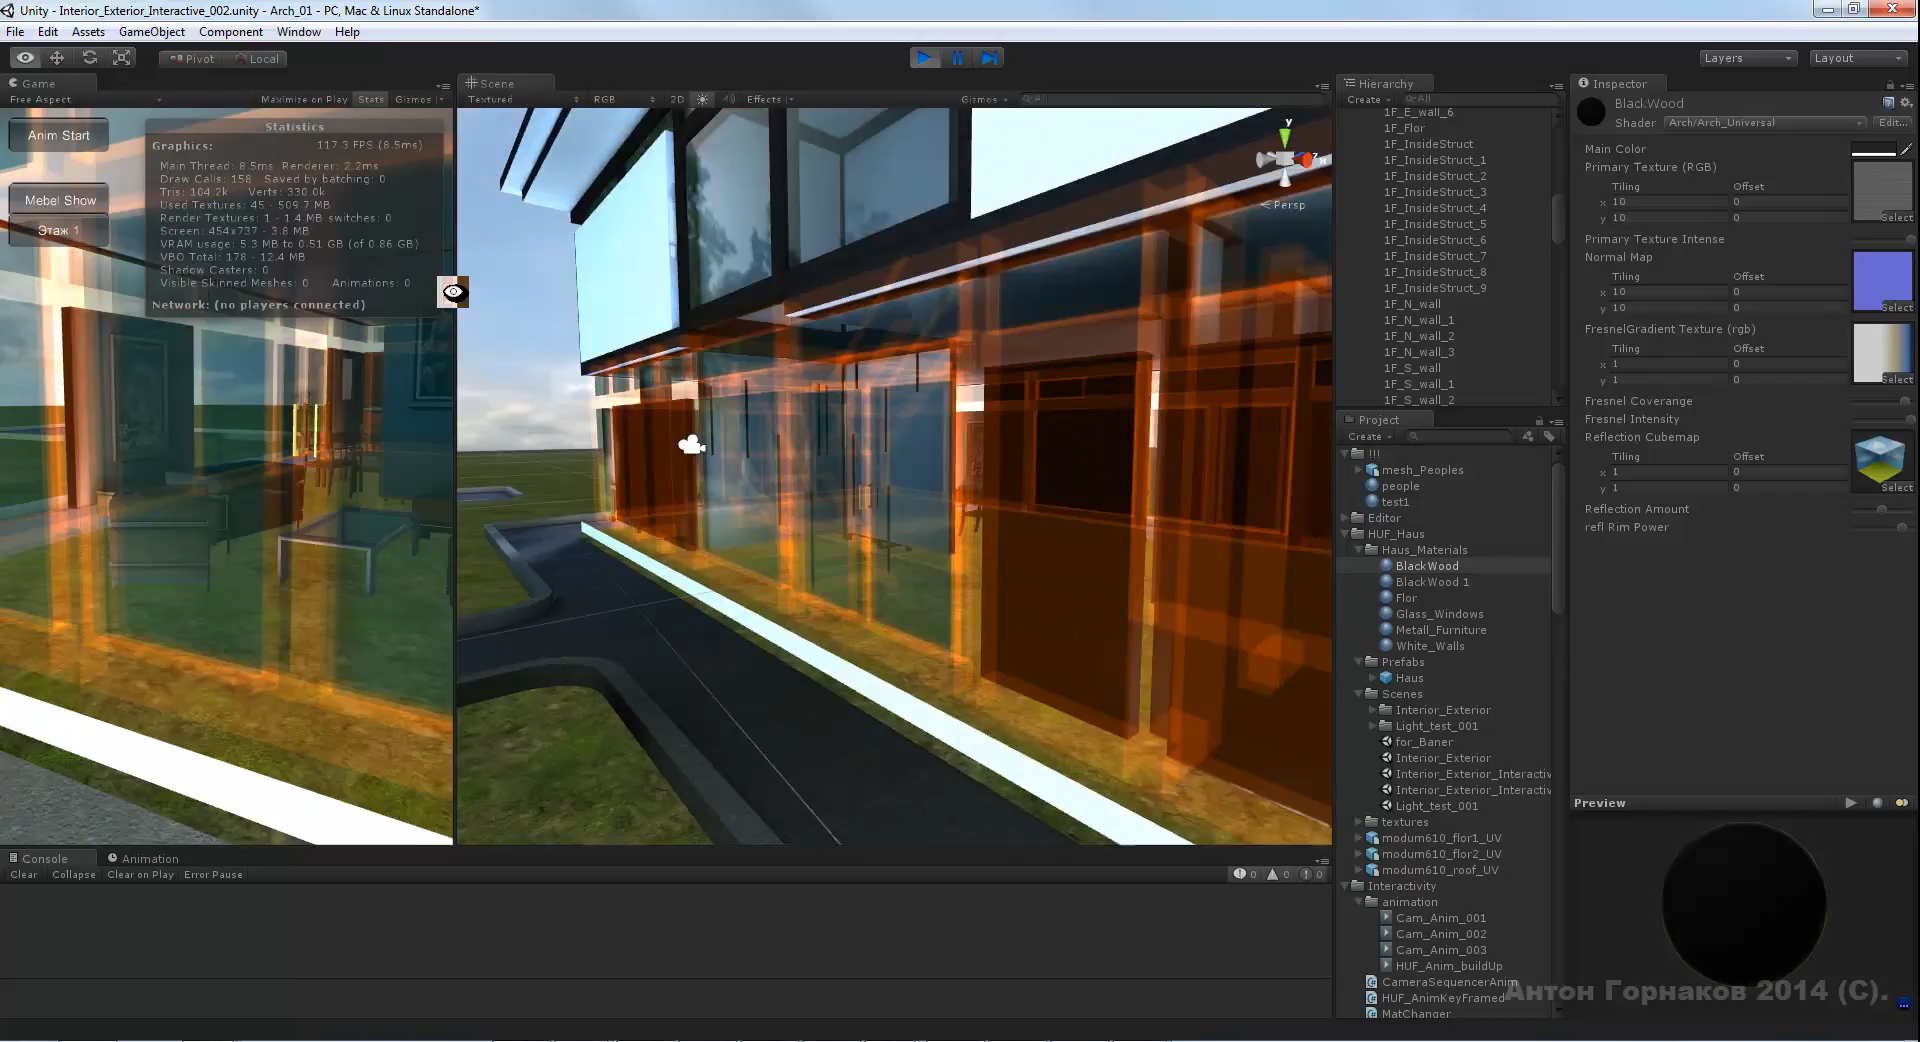 Unity - Interior_Exterior_Interactive_002.unity - Arch_01 - PC, Mac & Linux Standalone*
File Edit Assets GameObject Component Window Help
Pivot Local
Layers Layout
Game
Free Aspect Maximize on Play Stats Gizmos
Anim Start
Mebel Show
Этаж 1
Statistics
Graphics: 117.3 FPS (8.5ms)
Main Thread: 8.5ms Renderer: 2.2ms
Draw Calls: 158 Saved by batching: 0
Tris: 104.2k Verts: 330.0k
Used Textures: 45 - 509.7 MB
Render Textures: 1 - 1.4 MB switches: 0
Screen: 454x737 - 3.8 MB
VRAM usage: 5.3 MB to 0.51 GB (of 0.86 GB)
VBO Total: 178 - 12.4 MB
Shadow Casters: 0
Visible Skinned Meshes: 0 Animations: 0
Network: (no players connected)
Scene
Textured RGB 2D Effects Gizmos All
y
Persp
Console Animation
Clear Collapse Clear on Play Error Pause 0 0 0
Hierarchy
Create All
1F_E_wall_6
1F_Flor
1F_InsideStruct
1F_InsideStruct_1
1F_InsideStruct_2
1F_InsideStruct_3
1F_InsideStruct_4
1F_InsideStruct_5
1F_InsideStruct_6
1F_InsideStruct_7
1F_InsideStruct_8
1F_InsideStruct_9
1F_N_wall
1F_N_wall_1
1F_N_wall_2
1F_N_wall_3
1F_S_wall
1F_S_wall_1
1F_S_wall_2
Project
Create
!!!
mesh_Peoples
people
test1
Editor
HUF_Haus
Haus_Materials
BlackWood
BlackWood 1
Flor
Glass_Windows
Metall_Furniture
White_Walls
Prefabs
Haus
Scenes
Interior_Exterior
Light_test_001
for_Baner
Interior_Exterior
Interior_Exterior_Interactiv
Interior_Exterior_Interactiv
Light_test_001
textures
modum610_flor1_UV
modum610_flor2_UV
modum610_roof_UV
Interactivity
animation
Cam_Anim_001
Cam_Anim_002
Cam_Anim_003
HUF_Anim_buildUp
CameraSequencerAnim
HUF_AnimKeyFramed
MatChanger
Inspector
BlackWood
Shader Arch/Arch_Universal Edit...
Main Color
Primary Texture (RGB)
Tiling Offset
x 10 0
y 10 0
Select
Primary Texture Intense
Normal Map
Tiling Offset
x 10 0
y 10 0
Select
FresnelGradient Texture (rgb)
Tiling Offset
x 1 0
y 1 0
Select
Fresnel Coverange
Fresnel Intensity
Reflection Cubemap
Tiling Offset
x 1 0
y 1 0
Select
Reflection Amount
refl Rim Power
Preview
Антон Горнаков 2014 (С).